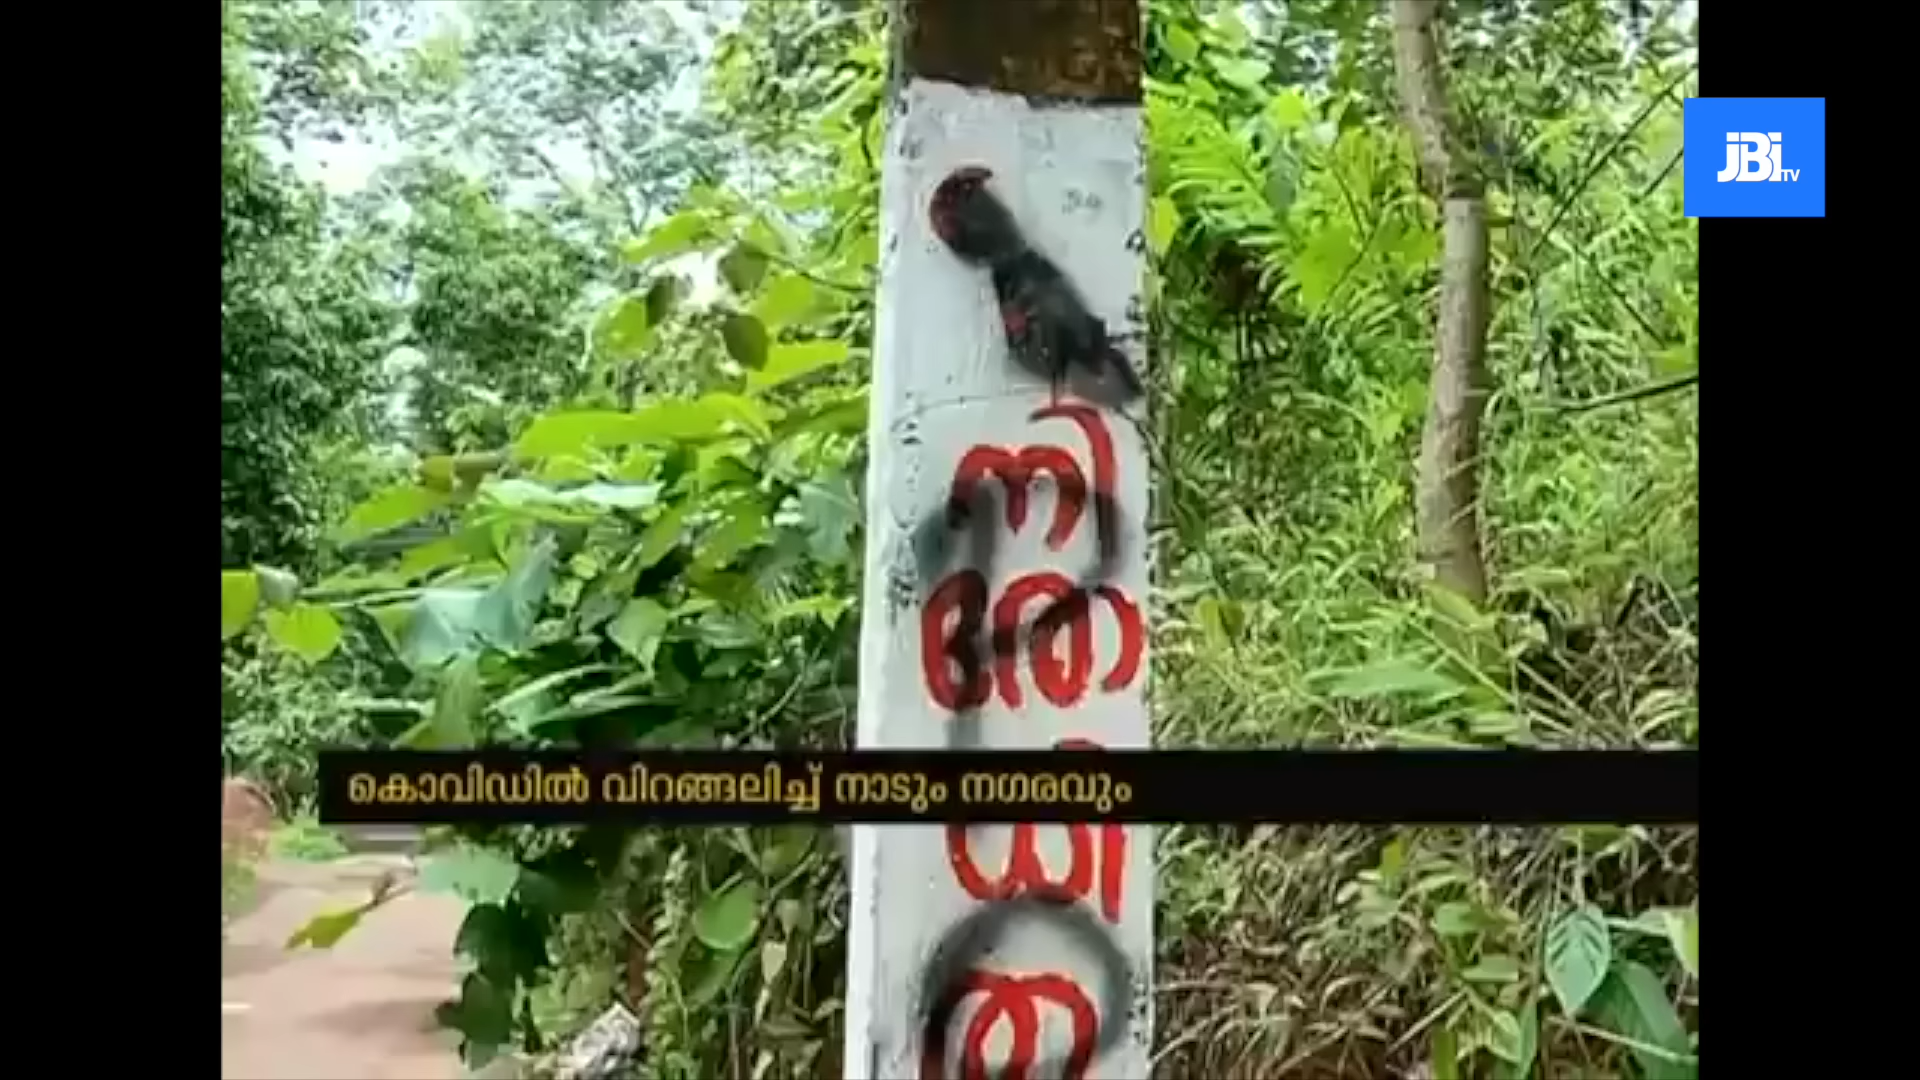 JBi TV
നി
രോ
കൊവിഡിൽ വിറങ്ങലിച്ച് നാടും നഗരവും
ധി
ത